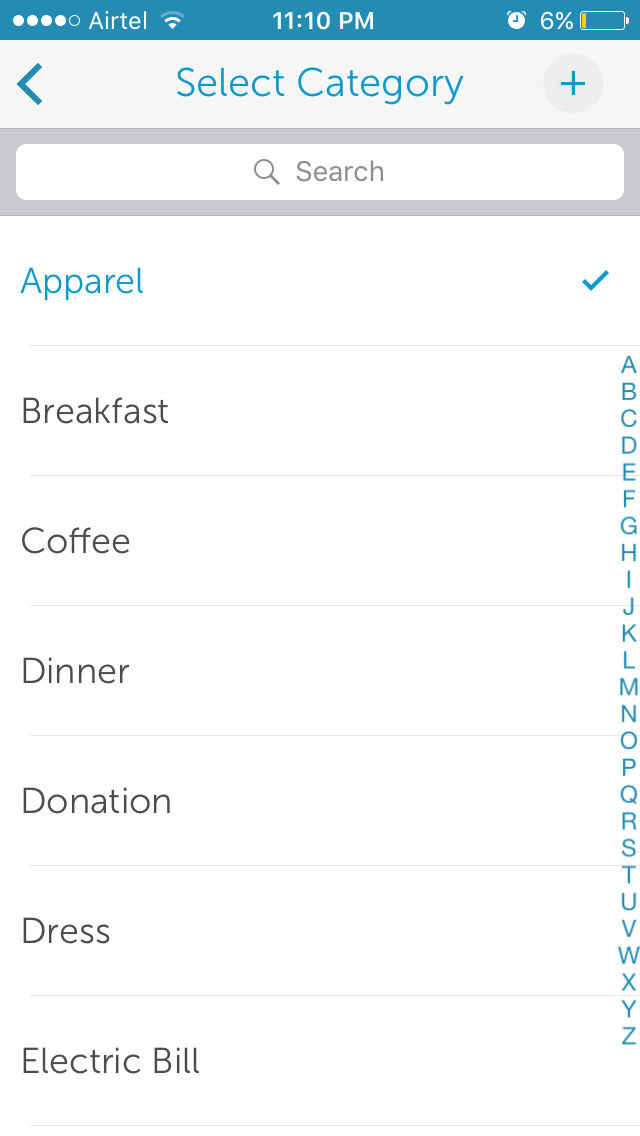 Airtel 11:10 PM 6%
Select Category
Search
Apparel
Breakfast
Coffee
Dinner
Donation
Dress
Electric Bill
A
B
C
D
E
F
G
H
I
J
K
L
M
N
O
P
Q
R
S
T
U
V
W
X
Y
Z